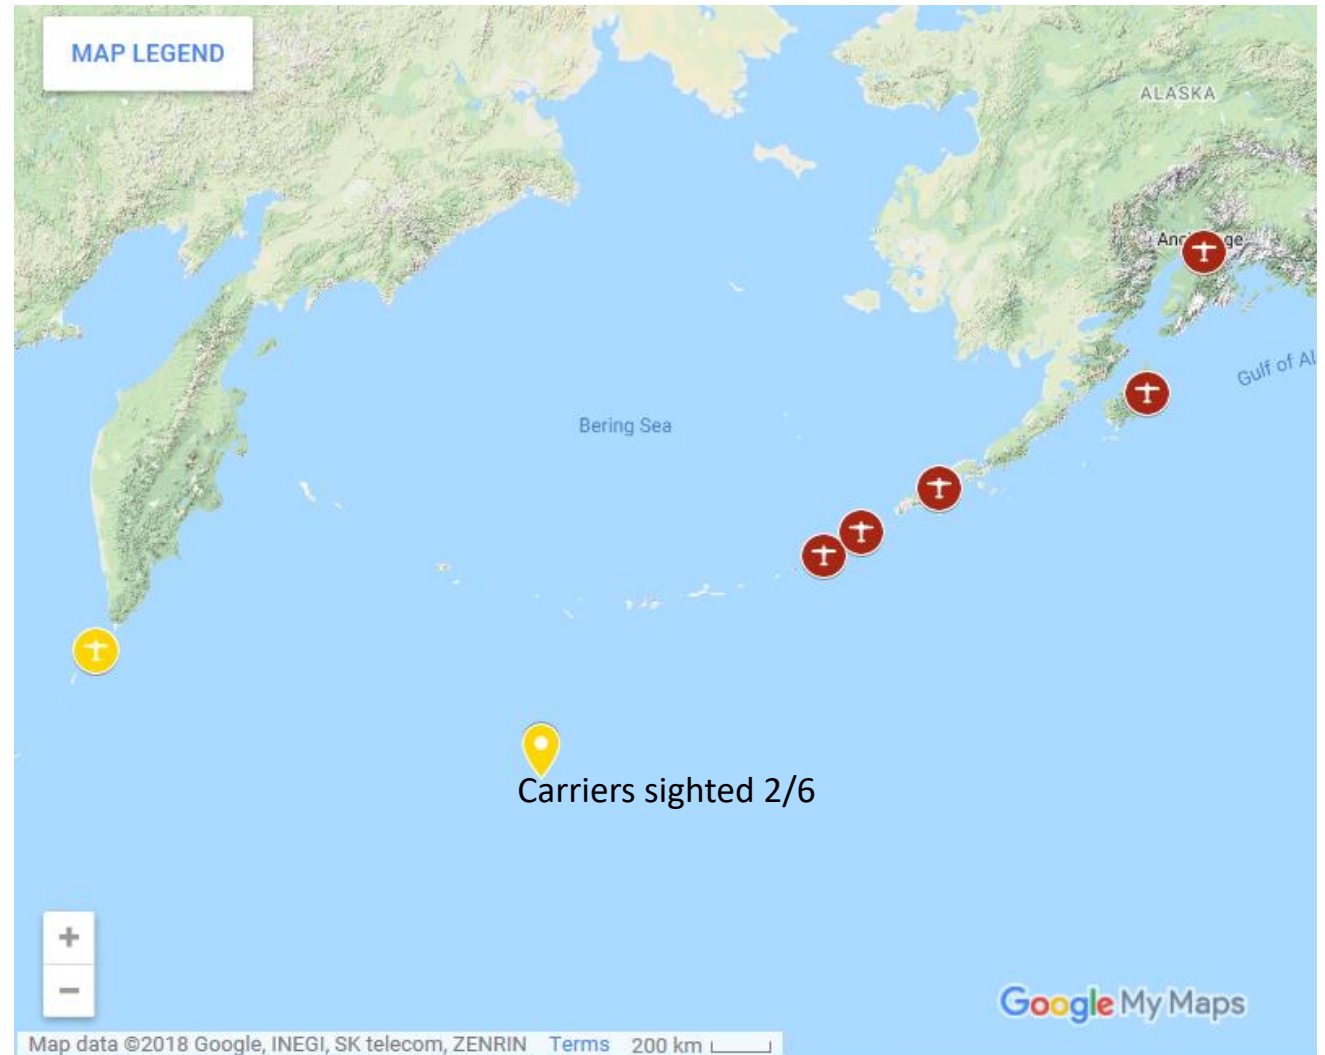 MAP LEGEND
ALASKA
Gulf of Al
Bering Sea
Carriers sighted 2/6
+
−
Google My Maps
Map data ©2018 Google, INEGI, SK telecom, ZENRIN Terms 200 km